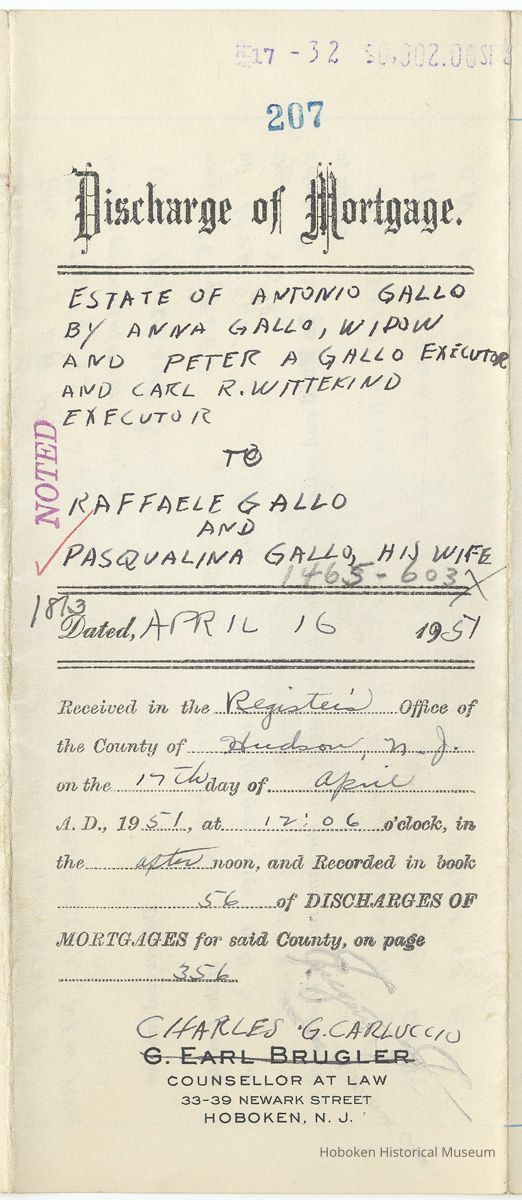 17 - 32
207
Discharge of Mortgage.
ESTATE OF ANTONIO GALLO
BY ANNA GALLO, WIDOW
AND PETER A GALLO EXECUTOR
AND CARL R. WITTEKIND
EXECUTOR
TO
NOTED
RAFFAELE GALLO
AND
PASQUALINA GALLO, HIS WIFE
1465-603 X
1813
Dated, APRIL 16 1951
Received in the Register's Office of
the County of Hudson, N.J.
on the 17th day of April
A. D., 1951, at 12:06 o'clock, in
the after noon, and Recorded in book
56 of DISCHARGES OF
MORTGAGES for said County, on page
356
CHARLES G. CARLUCCIO
G. EARL BRUGLER
COUNSELLOR AT LAW
33-39 NEWARK STREET
HOBOKEN, N. J.
Hoboken Historical Museum